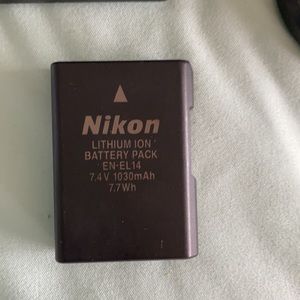 Nikon
LITHIUM ION
BATTERY PACK
EN-EL14
7.4V 1030mAh
7.7Wh